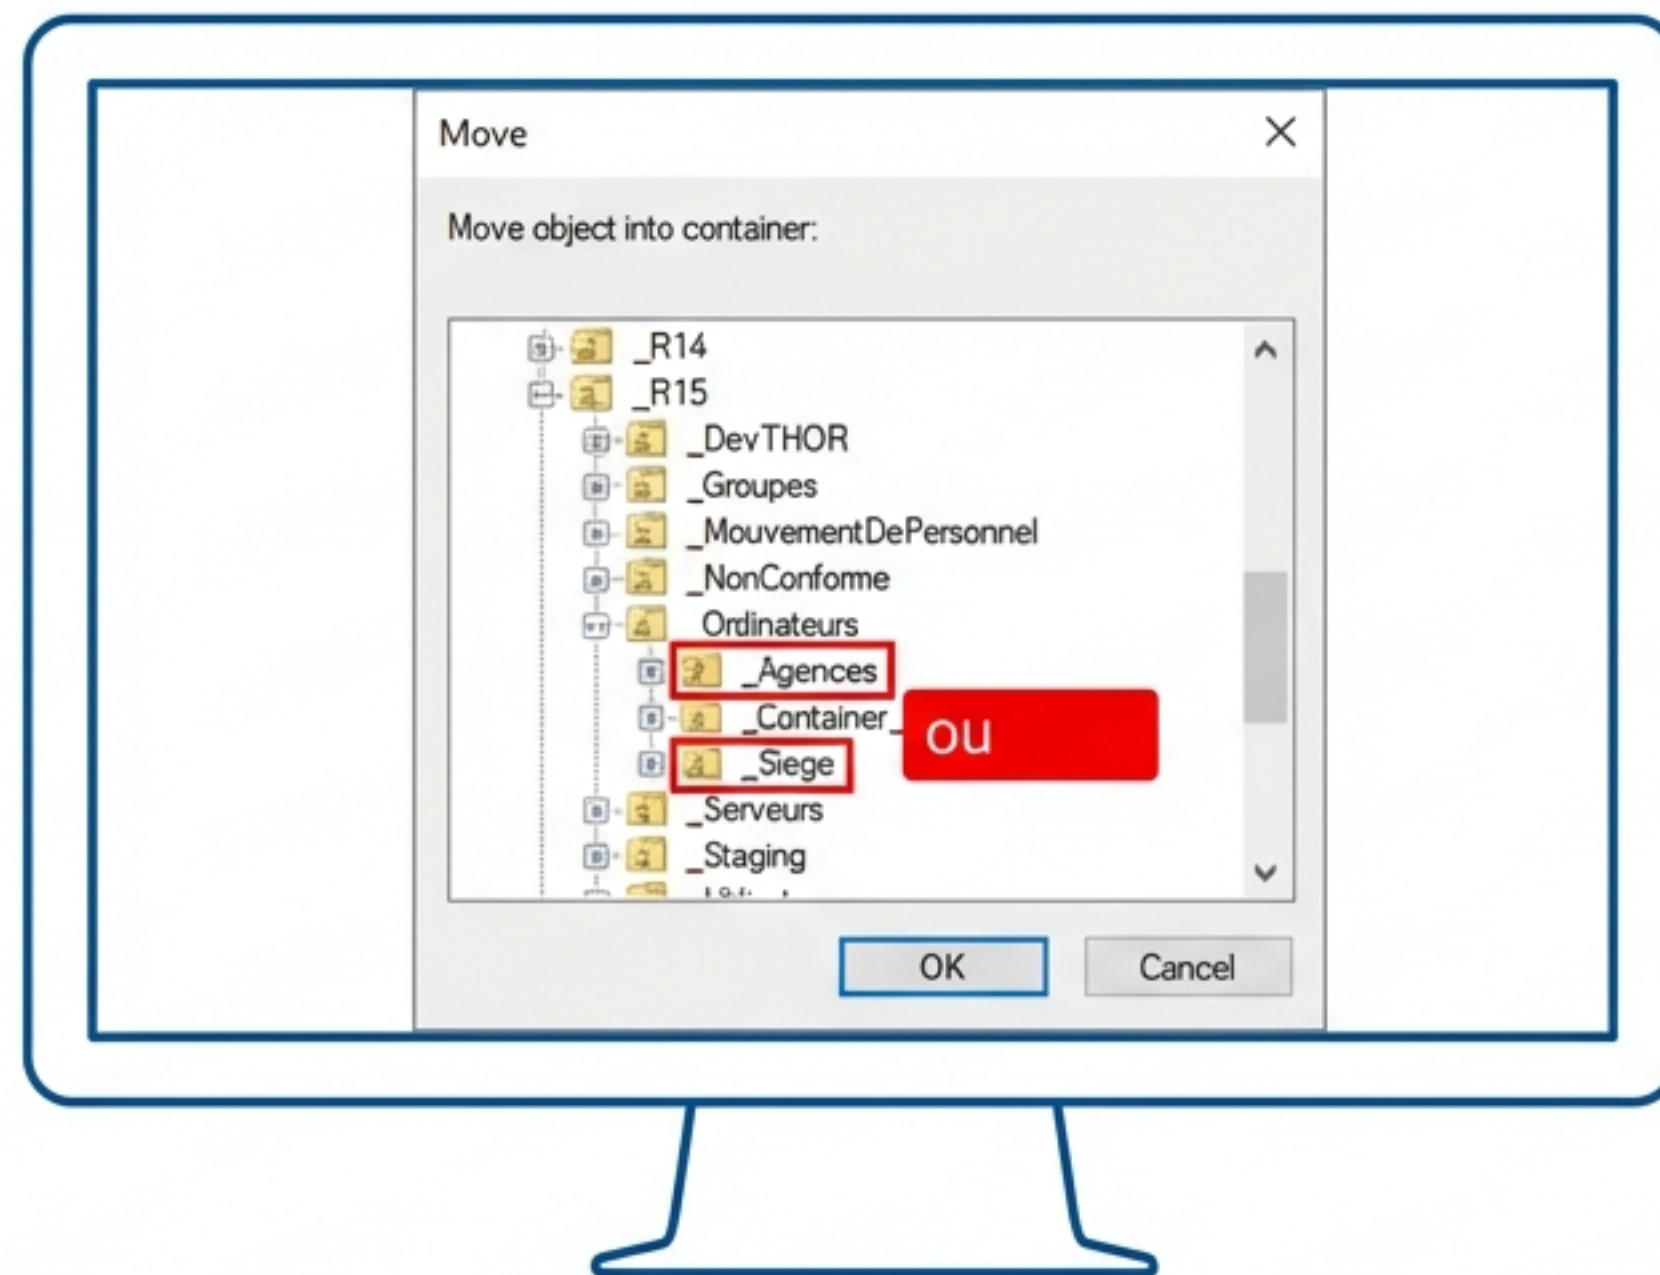 Move
Move object into container:
_R14
_R15
_DevTHOR
_Groupes
_MouvementDePersonnel
_NonConforme
Ordinateurs
_Agences
_Container_
ou
_Siege
_Serveurs
_Staging
OK
Cancel